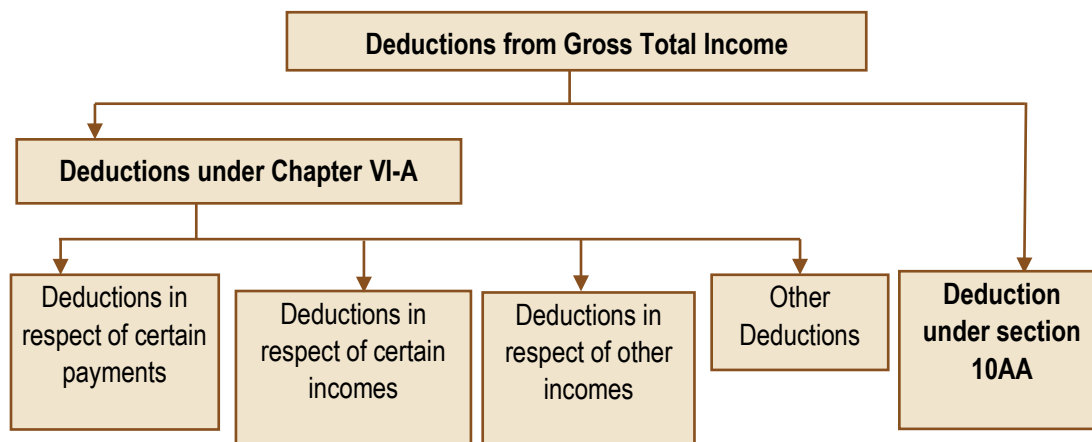 Deductions from Gross Total Income
Deductions under Chapter VI-A
Deductions in
respect of certain
payments
Deductions in
respect of certain
incomes
Deductions in
respect of other
incomes
Other
Deductions
Deduction
under section
10AA